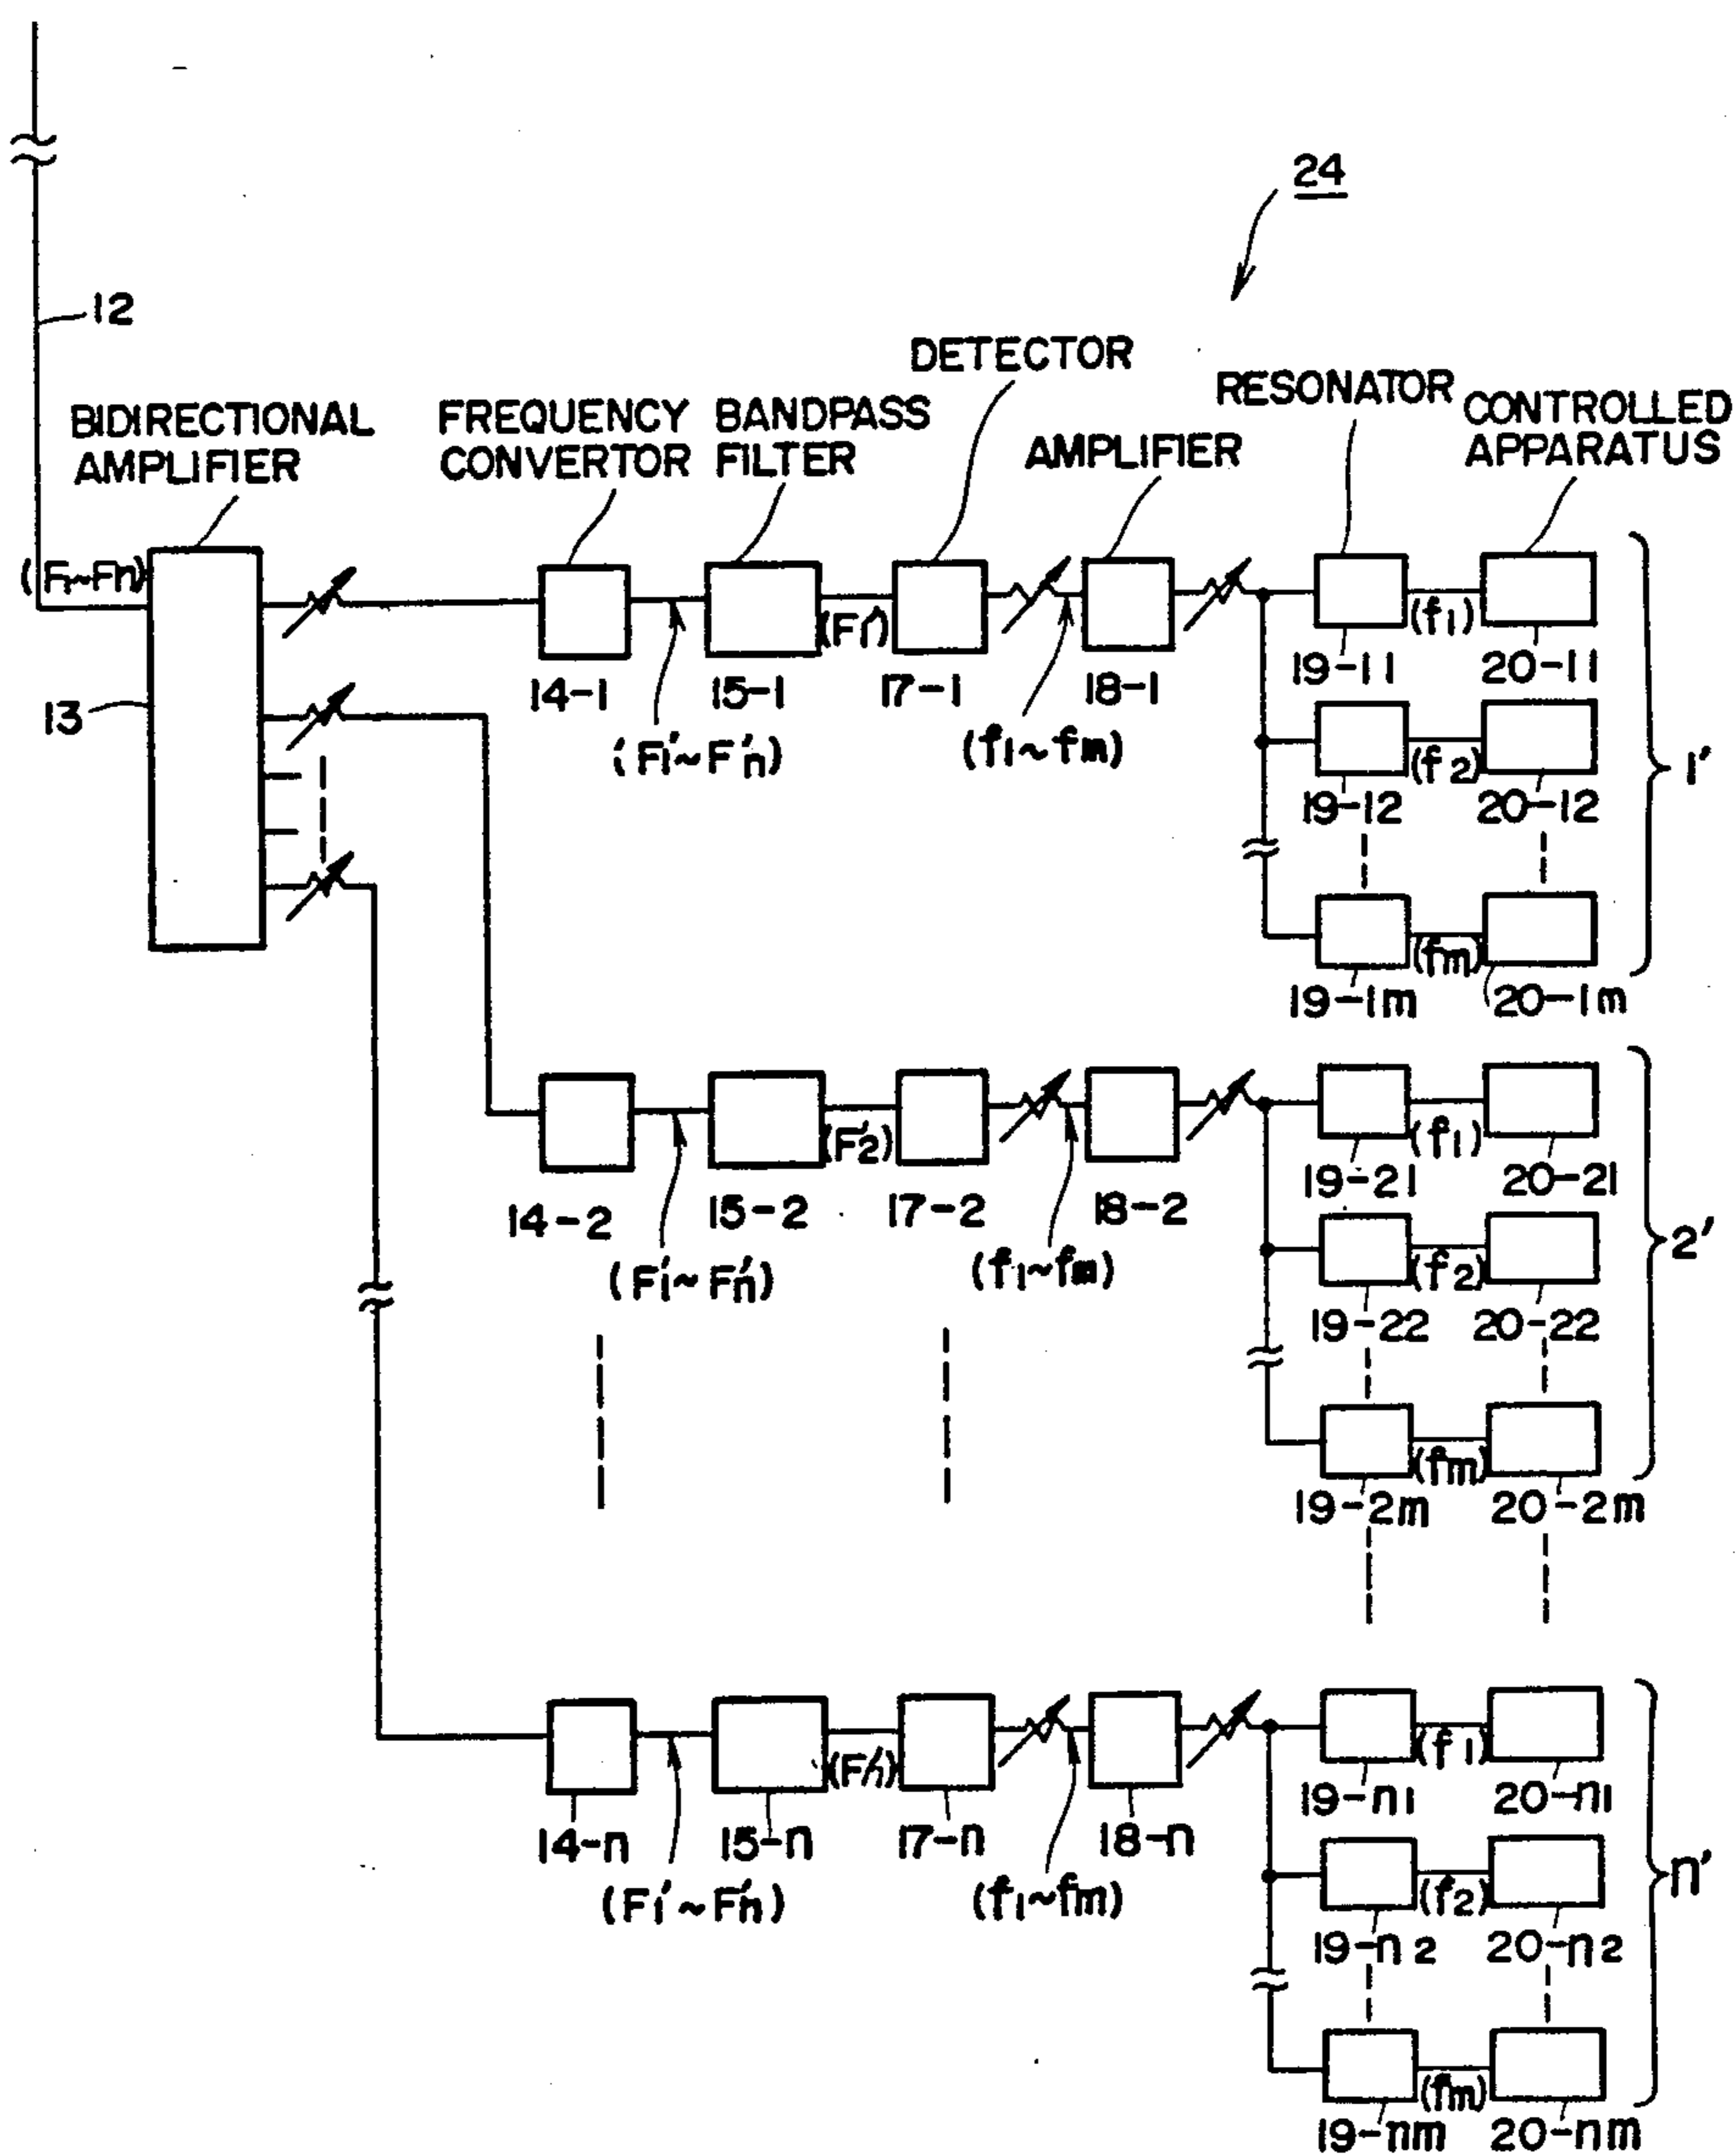 24
12
DETECTOR
RESONATOR
CONTROLLED
APPARATUS
BIDIRECTIONAL
AMPLIFIER
FREQUENCY
CONVERTOR
BANDPASS
FILTER
AMPLIFIER
(F1~Fn)
13
14-1
(F1'~F'n)
15-1
(F1')
17-1
(f1~fm)
18-1
19-11
(f1)
20-11
19-12
(f2)
20-12
19-1m
(fm)
20-1m
1'
14-2
(F1'~Fn')
15-2
(F'2)
17-2
(f1~fm)
18-2
19-21
(f1)
20-21
19-22
(f2)
20-22
19-2m
(fm)
20-2m
2'
14-n
(F1'~F'n)
15-n
(F'n)
17-n
(f1~fm)
18-n
19-n1
(f1)
20-n1
19-n2
(f2)
20-n2
19-nm
(fm)
20-nm
n'